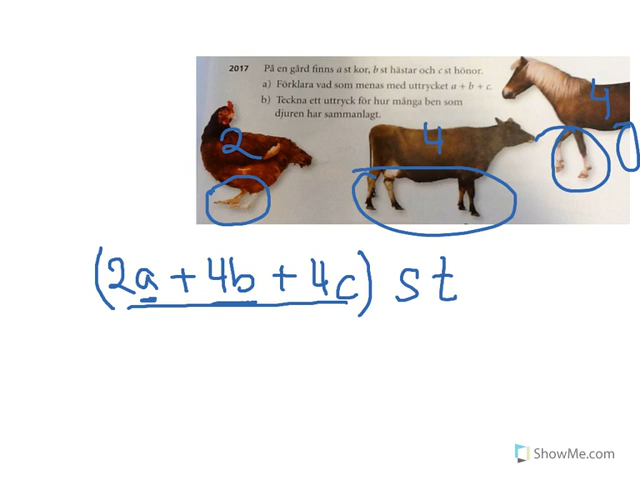 2017 På en gård finns a st kor, b st hästar och c st hönor.
a) Förklara vad som menas med uttrycket a + b + c.
b) Teckna ett uttryck för hur många ben som
djuren har sammanlagt.
2
4
4
(2a + 4b + 4c) st
ShowMe.com